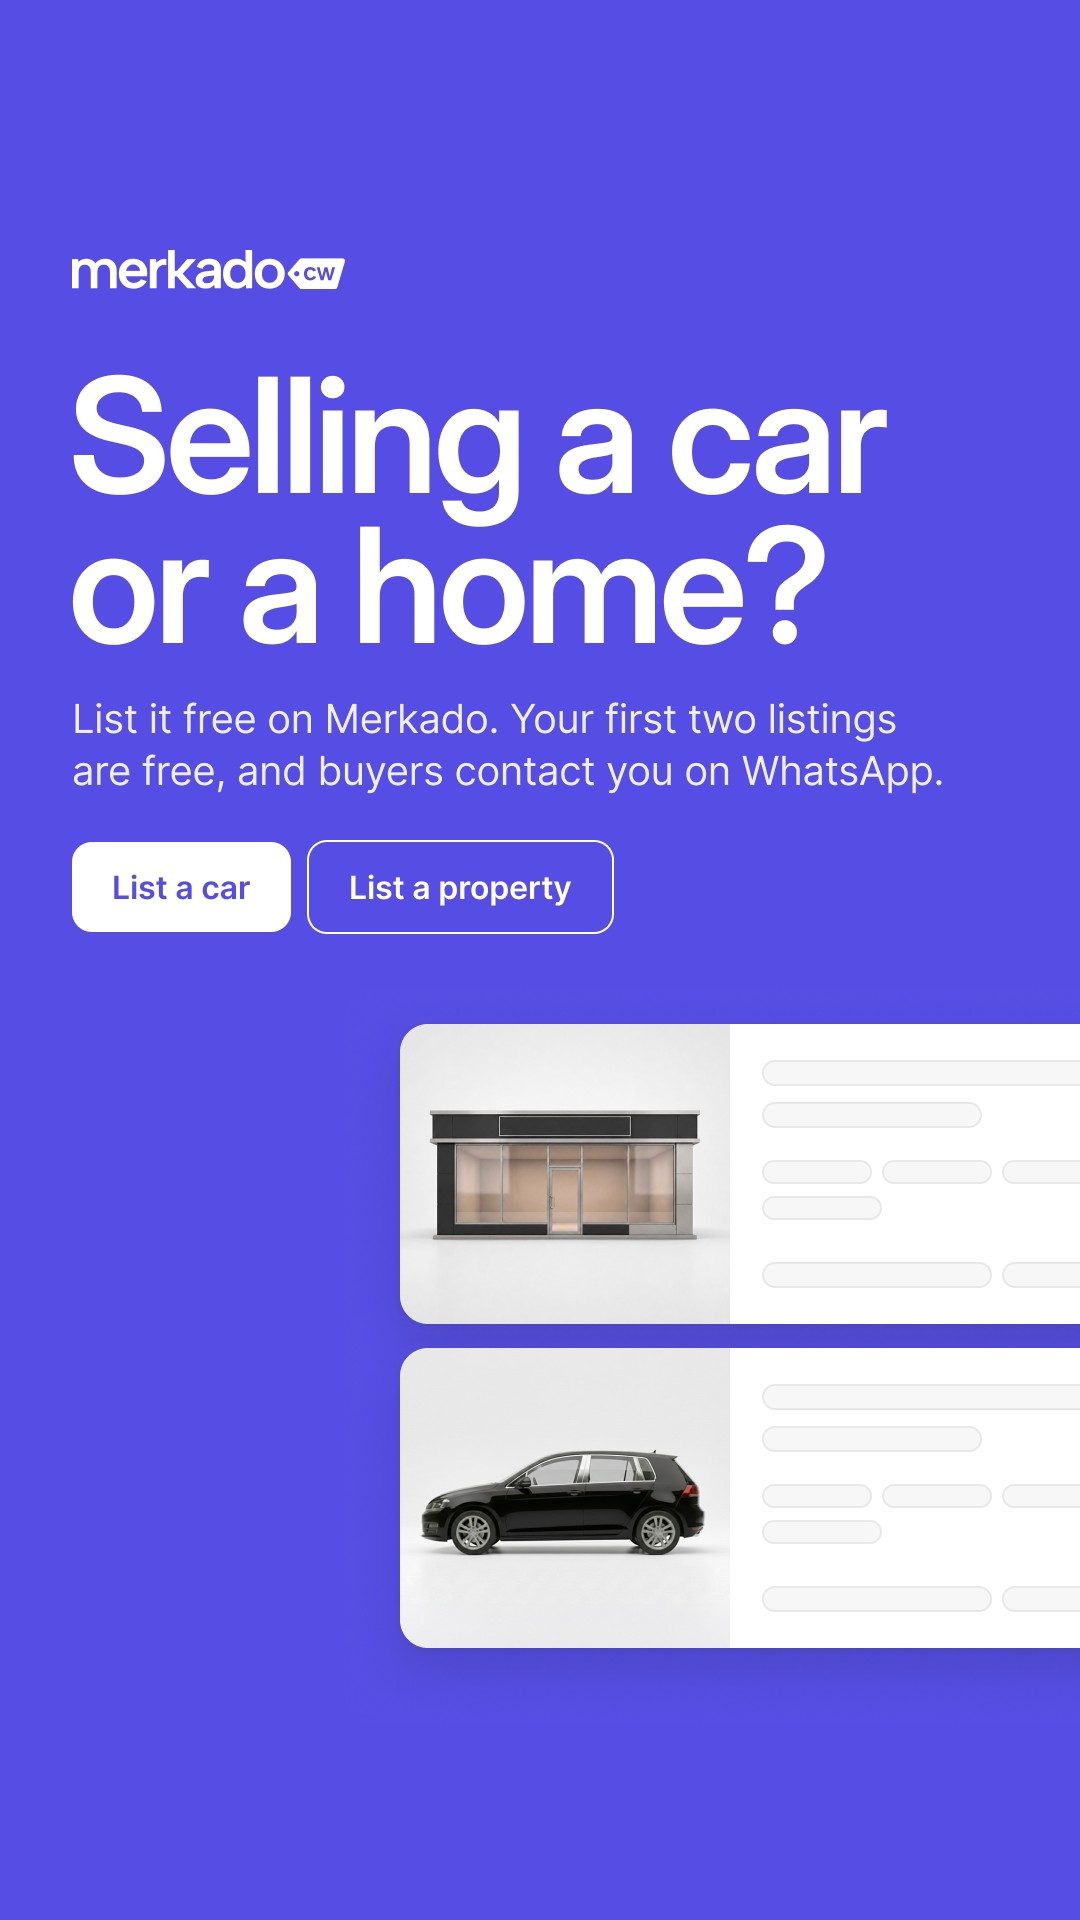 merkado CW
Selling a car
or a home?
List it free on Merkado. Your first two listings
are free, and buyers contact you on WhatsApp.
List a car
List a property